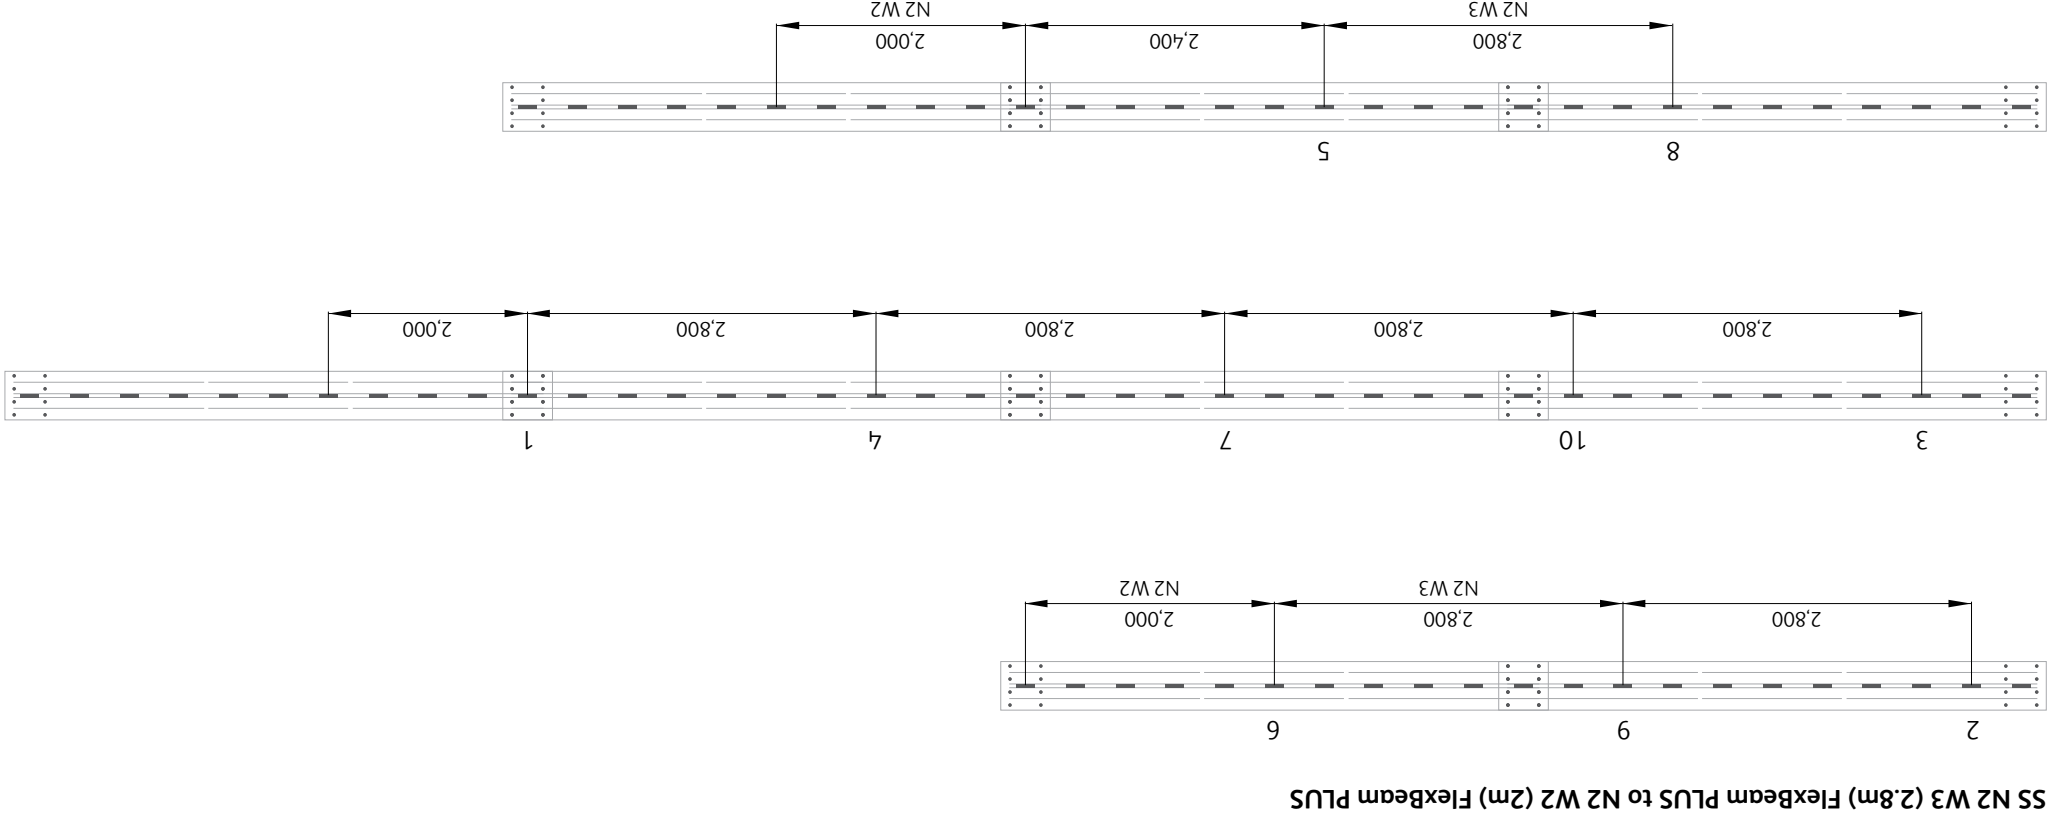 SS N2 W3 (2.8m) FlexBeam PLUS to N2 W2 (2m) FlexBeam PLUS
2 9 6
2,800 2,800 2,000
N2 W3 N2 W2
3 10 7 4 1
2,800 2,800 2,800 2,800 2,000
8 5
2,800 2,400 2,000
N2 W3 N2 W2